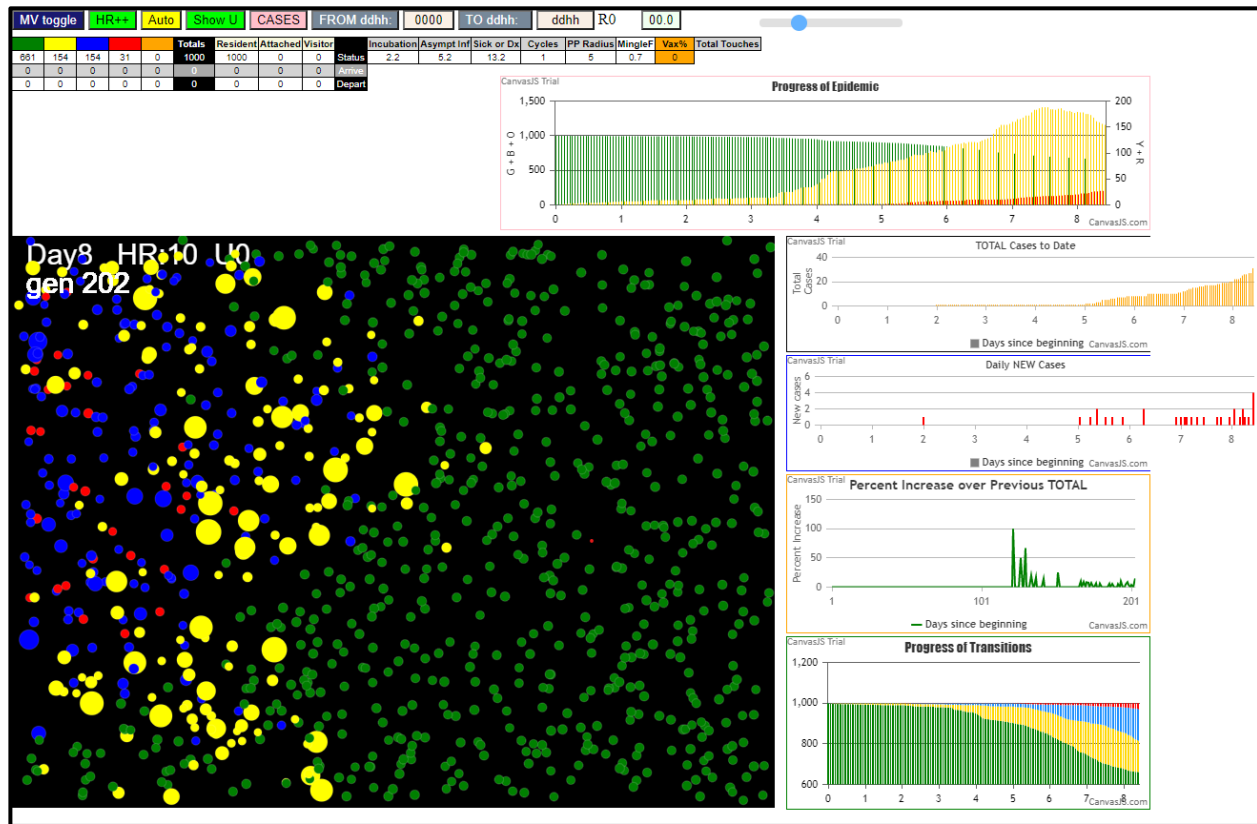 MV toggle HR++ Auto Show U CASES FROM ddhh: 0000 TO ddhh: ddhh R0 00.0
Totals Resident Attached Visitor Incubation Asympt Inf Sick or Dx Cycles PP Radius MingleF Vax% Total Touches
661 154 154 31 0 1000 1000 0 0 Status 2.2 5.2 13.2 1 5 0.7 0
0 0 0 0 0 0 0 0 0 Arrive
0 0 0 0 0 0 0 0 0 Depart
CanvasJS Trial
Progress of Epidemic
1,500 200
150
1,000
100
500
50
0 0
G + B + O
Y + R
0 1 2 3 4 5 6 7 8
CanvasJS.com
Day8 HR:10 U0
gen 202
CanvasJS Trial
TOTAL Cases to Date
40
20
0
Total
Cases
0 1 2 3 4 5 6 7 8
Days since beginning CanvasJS.com
CanvasJS Trial
Daily NEW Cases
6
4
2
0
New cases
0 1 2 3 4 5 6 7 8
Days since beginning CanvasJS.com
CanvasJS Trial
Percent Increase over Previous TOTAL
150
100
50
0
Percent Increase
1 101 201
Days since beginning CanvasJS.com
CanvasJS Trial
Progress of Transitions
1,200
1,000
800
600
0 1 2 3 4 5 6 7 8
CanvasJS.com